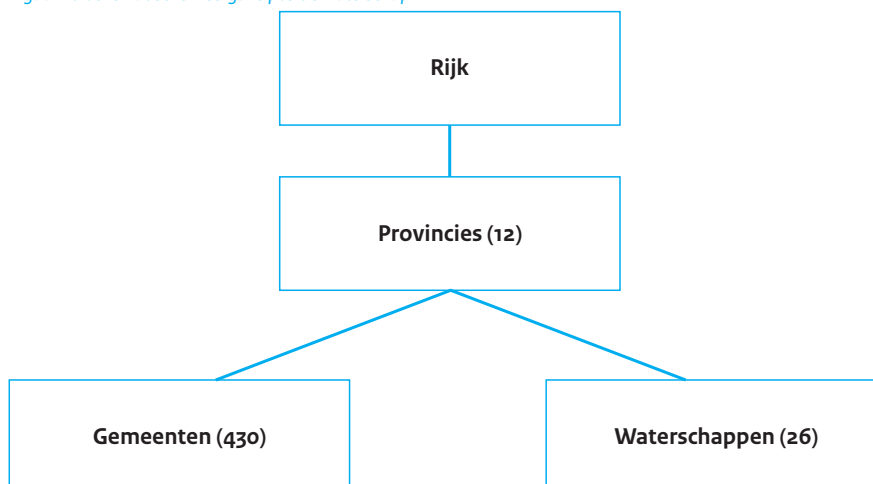 Rijk
Provincies (12)
Gemeenten (430)
Waterschappen (26)